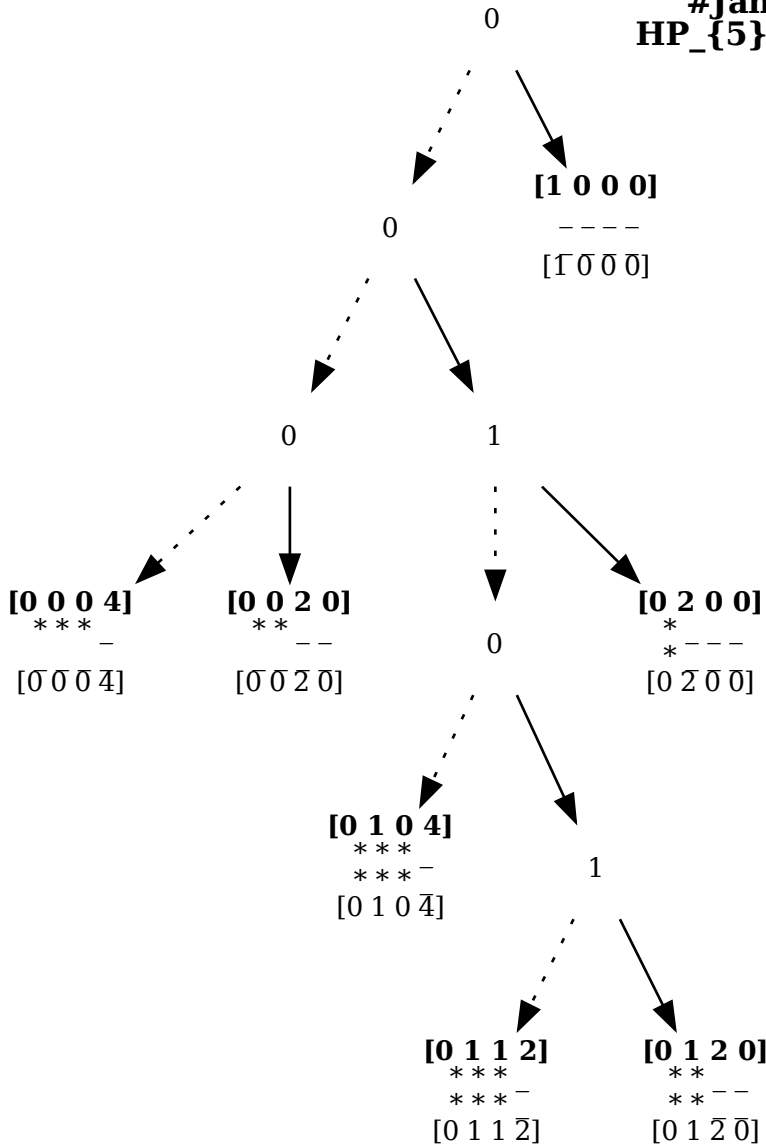 0
#Jan
HP_{5}
[1 0 0 0]
_ _ _ _
[1 0 0 0]
0
0
1
[0 0 0 4]
* * *
_
[0 0 0 4]
[0 0 2 0]
* *
_ _
[0 0 2 0]
0
[0 2 0 0]
*
* _ _ _
[0 2 0 0]
[0 1 0 4]
* * *
* * * _
[0 1 0 4]
1
[0 1 1 2]
* * *
* * * _
[0 1 1 2]
[0 1 2 0]
* *
* * _ _
[0 1 2 0]